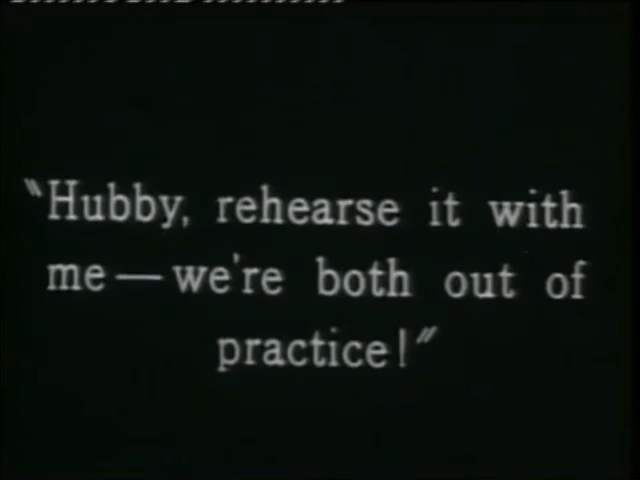 "Hubby, rehearse it with
me — we're both out of
practice!"